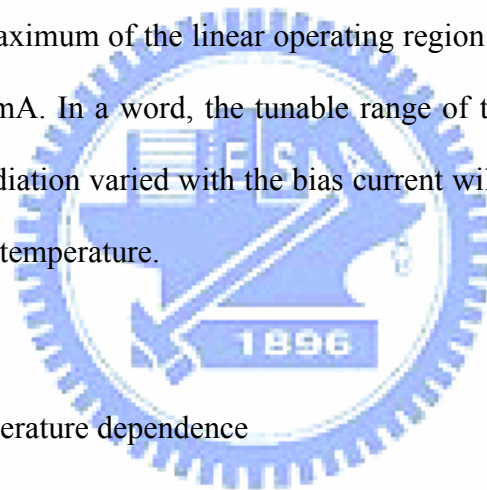 aximum of the linear operating region
mA. In a word, the tunable range of t
diation varied with the bias current wil
temperature.
E S
1896
erature dependence